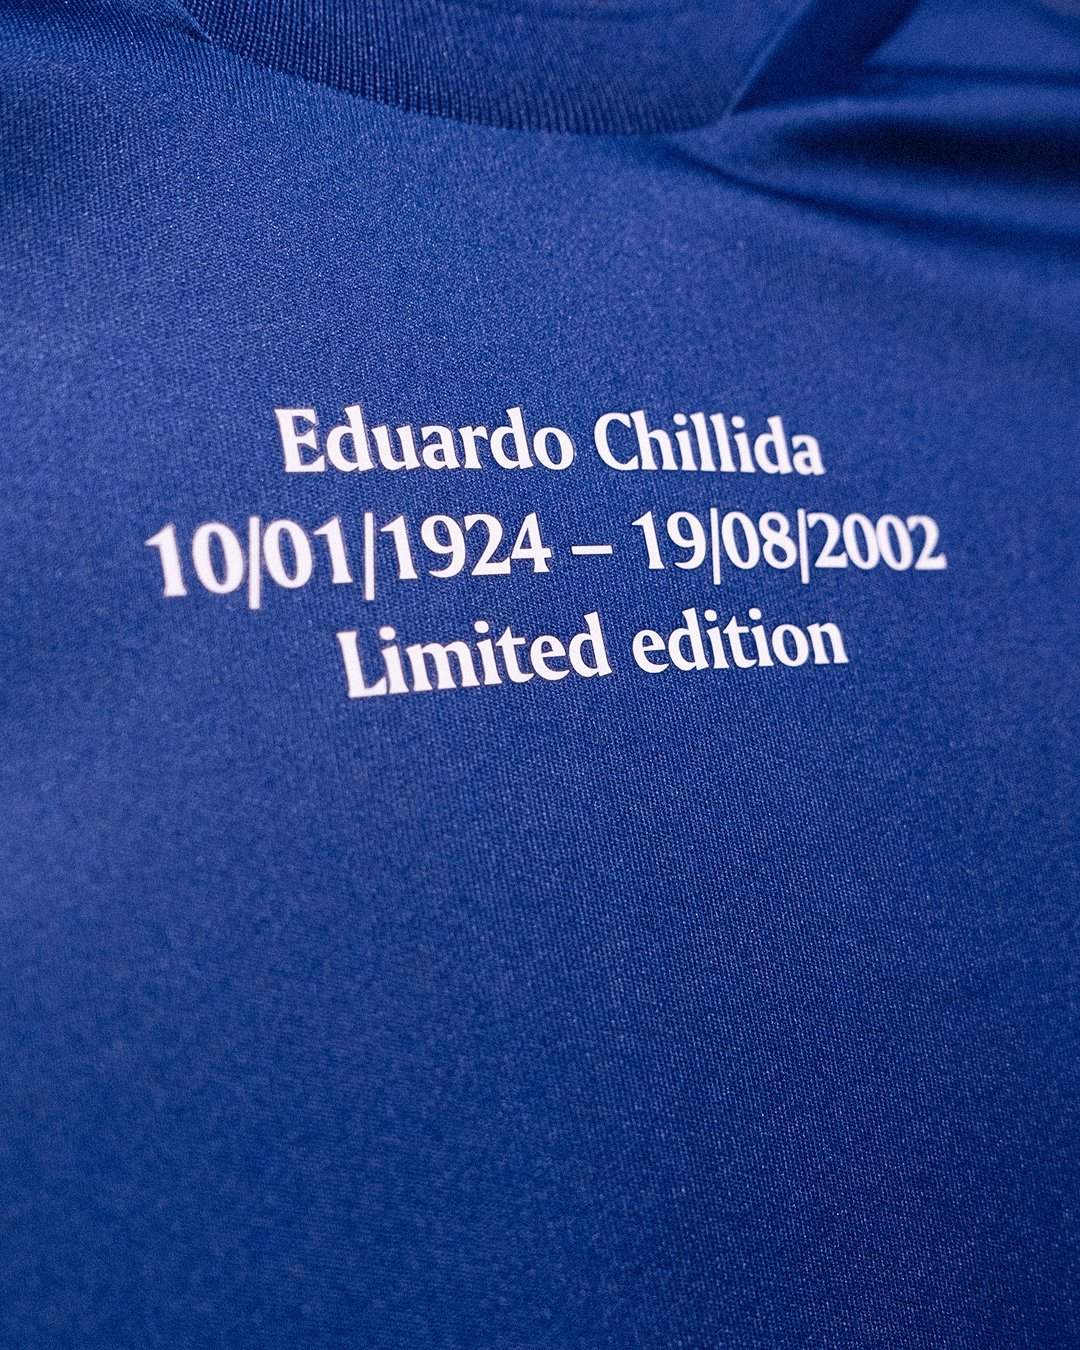 Eduardo Chillida
10|01|1924 – 19|08|2002
Limited edition